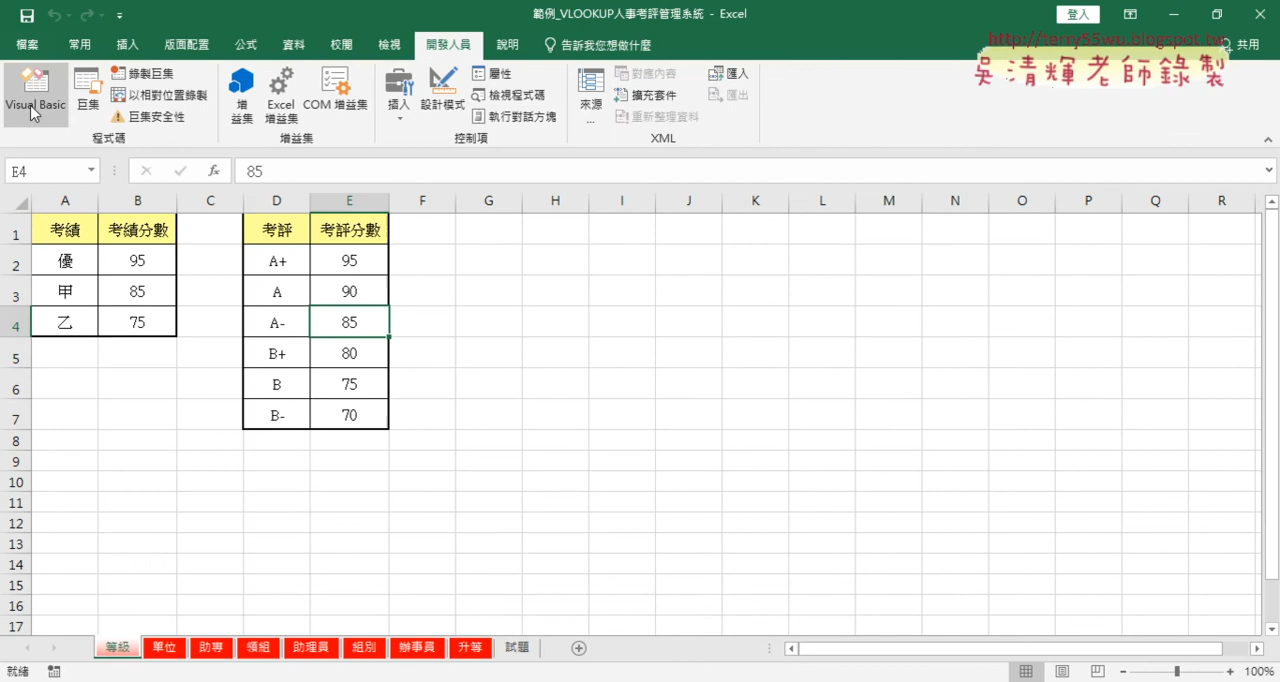 範例_VLOOKUP人事考評管理系統 - Excel
登入
檔案 常用 插入 版面配置 公式 資料 校閱 檢視 開發人員 說明 告訴我您想做什麼 共用
http://terry55wu.blogspot.tw
吳清輝老師錄製
Visual Basic
巨集
錄製巨集
以相對位置錄製
巨集安全性
程式碼
增益集
Excel 增益集
COM 增益集
增益集
插入
設計模式
屬性
檢視程式碼
執行對話方塊
控制項
來源...
對應內容
擴充套件
重新整理資料
匯入
匯出
XML
E4 fx 85
A B C D E F G H I J K L M N O P Q R
1 考績 考績分數 考評 考評分數
2 優 95 A+ 95
3 甲 85 A 90
4 乙 75 A- 85
5 B+ 80
6 B 75
7 B- 70
8
9
10
11
12
13
14
15
16
17
等級 單位 助專 領組 助理員 組別 辦事員 升等 試題
就緒 100%